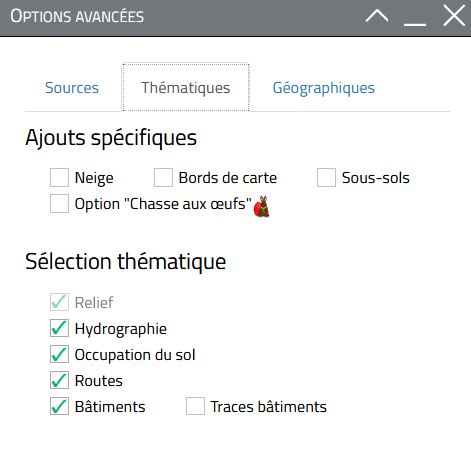 OPTIONS AVANCÉES
Sources Thématiques Géographiques
Ajouts spécifiques
Neige Bords de carte Sous-sols
Option "Chasse aux œufs"
Sélection thématique
Relief
Hydrographie
Occupation du sol
Routes
Bâtiments Traces bâtiments